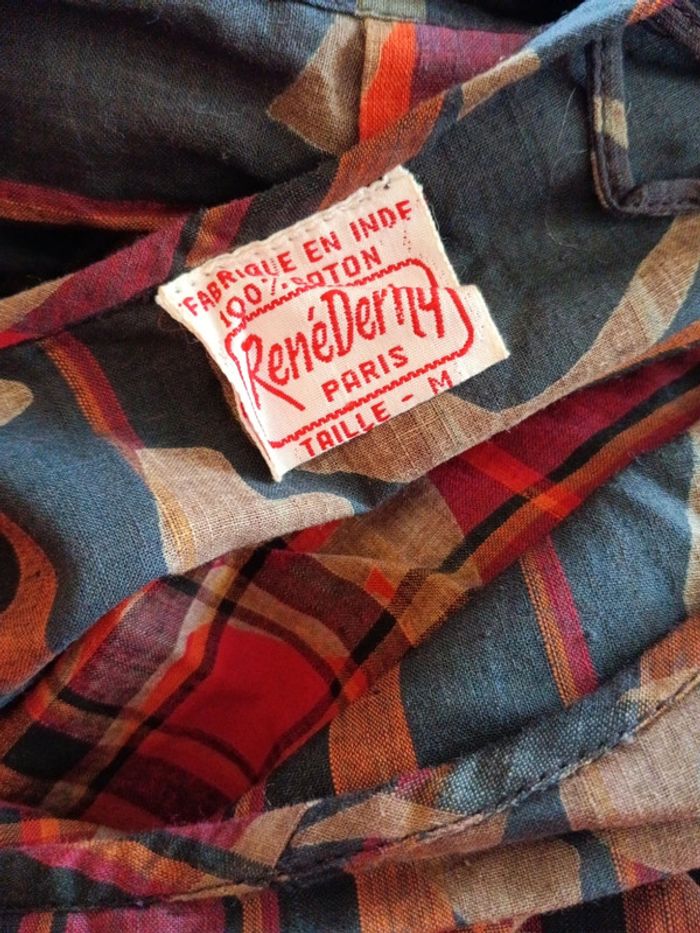 FABRIQUE EN INDE
100% COTON
RenéDerhy
PARIS
TAILLE - M